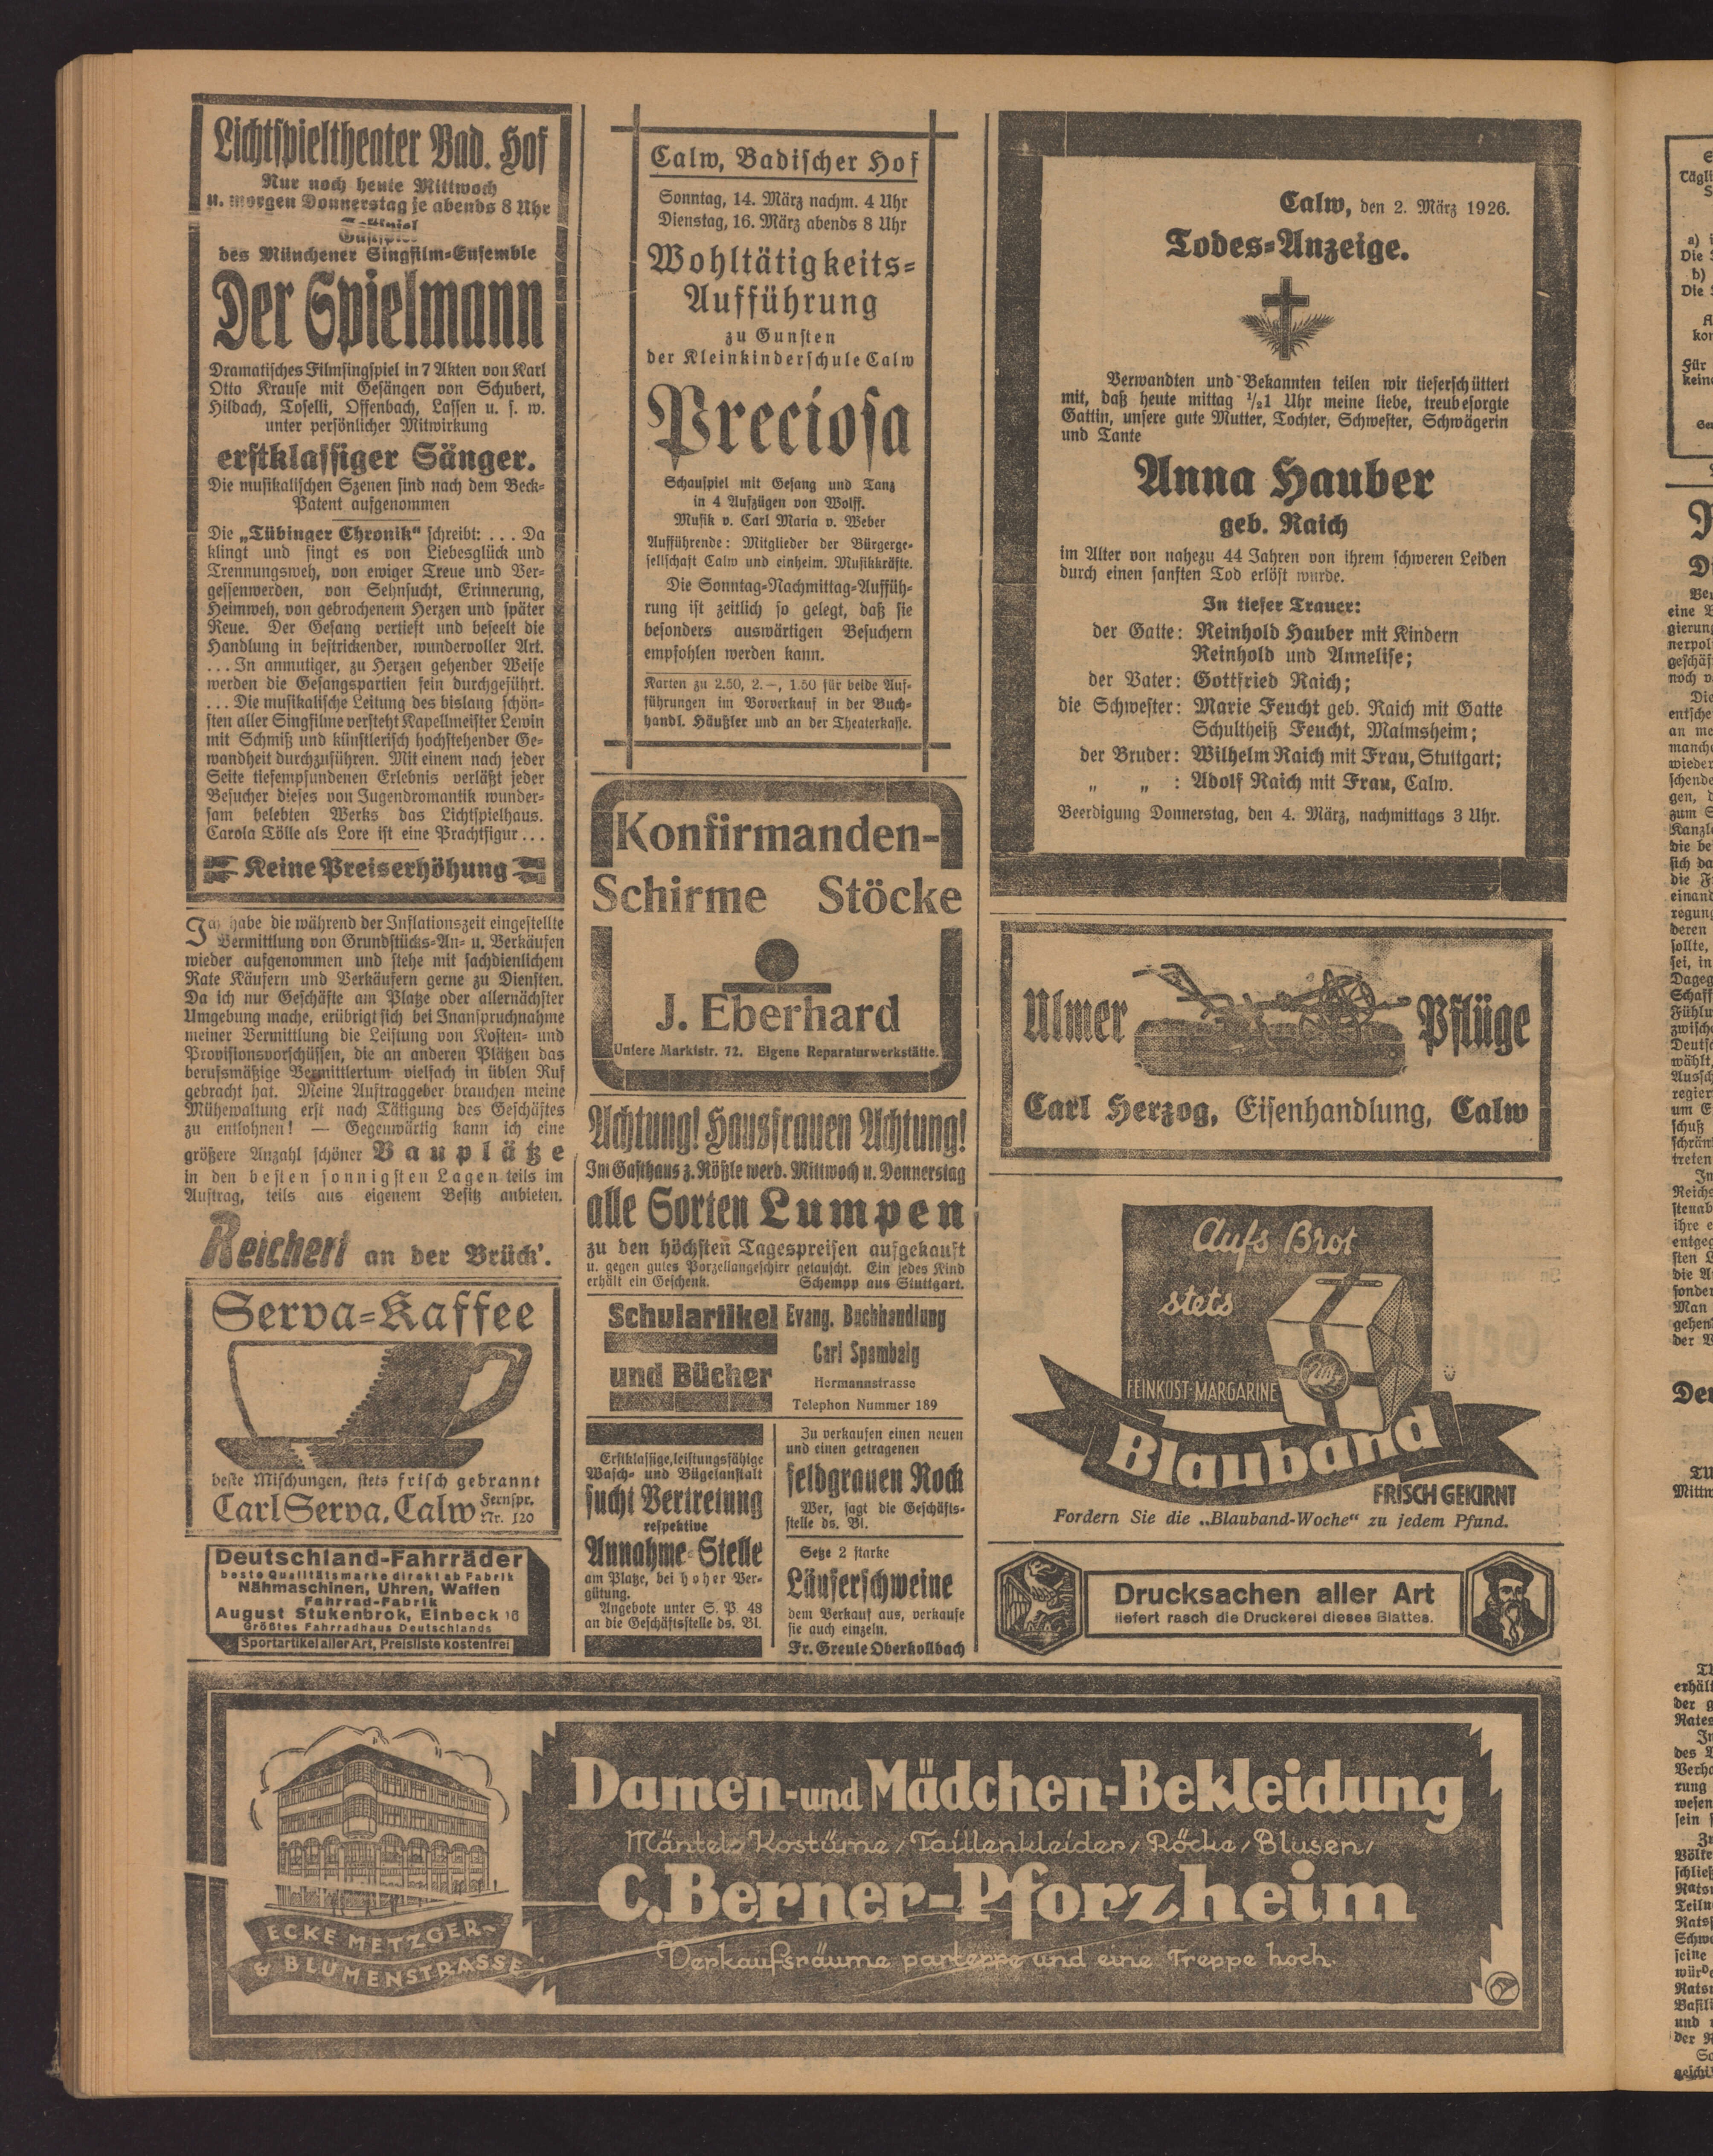 Lichtspieltheater Bad. Hof
Nur noch heute Mittwoch
u. morgen Donnerstag je abends 8 Uhr
Gastspiel
des Münchener Singfilm-Ensemble
Der Spielmann
Dramatisches Filmsingspiel in 7 Akten von Karl
Otto Krause mit Gesängen von Schubert,
Hildach, Toselli, Offenbach, Lassen u. s. w.
unter persönlicher Mitwirkung
erstklassiger Sänger.
Die musikalischen Szenen sind nach dem Beck-
Patent aufgenommen
Die „Tübinger Chronik“ schreibt: ... Da
klingt und singt es von Liebesglück und
Trennungsweh, von ewiger Treue und Ver-
gessenwerden, von Sehnsucht, Erinnerung,
Heimweh, von gebrochenem Herzen und später
Reue. Der Gesang vertieft und beseelt die
Handlung in bestrickender, wundervoller Art.
... In anmutiger, zu Herzen gehender Weise
werden die Gesangspartien fein durchgeführt.
... Die musikalische Leitung des bislang schön-
sten aller Singfilme versteht Kapellmeister Lewin
mit Schmiß und künstlerisch hochstehender Ge-
wandheit durchzuführen. Mit einem nach jeder
Seite tiefempfundenen Erlebnis verläßt jeder
Besucher dieses von Jugendromantik wunder-
sam belebten Werks das Lichtspielhaus.
Carola Tölle als Lore ist eine Prachtfigur ...
Keine Preiserhöhung
Ich habe die während der Inflationszeit eingestellte
Vermittlung von Grundstücks-An- u. Verkäufen
wieder aufgenommen und stehe mit sachdienlichem
Rate Käufern und Verkäufern gerne zu Diensten.
Da ich nur Geschäfte am Platze oder allernächster
Umgebung mache, erübrigt sich bei Inanspruchnahme
meiner Vermittlung die Leistung von Kosten- und
Provisionsvorschüssen, die an anderen Plätzen das
berufsmäßige Vermittlertum vielfach in üblen Ruf
gebracht hat. Meine Auftraggeber brauchen meine
Mühewaltung erst nach Tätigung des Geschäftes
zu entlohnen! — Gegenwärtig kann ich eine
größere Anzahl schöner Bauplätze
in den besten sonnigsten Lagen teils im
Auftrag, teils aus eigenem Besitz anbieten.
Reichert an der Brück'.
Serva-Kaffee
beste Mischungen, stets frisch gebrannt
Carl Serva, Calw Fernspr. Nr. 120
Deutschland-Fahrräder
beste Qualitätsmarke direkt ab Fabrik
Nähmaschinen, Uhren, Waffen
Fahrrad-Fabrik
August Stukenbrok, Einbeck 16
Größtes Fahrradhaus Deutschlands
Sportartikel aller Art, Preisliste kostenfrei
Calw, Badischer Hof
Sonntag, 14. März nachm. 4 Uhr
Dienstag, 16. März abends 8 Uhr
Wohltätigkeits-
Aufführung
zu Gunsten
der Kleinkinderschule Calw
Preciosa
Schauspiel mit Gesang und Tanz
in 4 Aufzügen von Wolff.
Musik v. Carl Maria v. Weber
Aufführende: Mitglieder der Bürgerge-
sellschaft Calw und einheim. Musikkräfte.
Die Sonntag-Nachmittag-Auffüh-
rung ist zeitlich so gelegt, daß sie
besonders auswärtigen Besuchern
empfohlen werden kann.
Karten zu 2.50, 2.—, 1.50 für beide Auf-
führungen im Vorverkauf in der Buch-
handl. Häußler und an der Theaterkasse.
Konfirmanden-
Schirme Stöcke
J. Eberhard
Untere Marktstr. 72. Eigene Reparaturwerkstätte.
Achtung! Hausfrauen Achtung!
Im Gasthaus z. Rößle werd. Mittwoch u. Donnerstag
alle Sorten Lumpen
zu den höchsten Tagespreisen aufgekauft
u. gegen gutes Porzellangeschirr getauscht. Ein jedes Kind
erhält ein Geschenk. Schempp aus Stuttgart.
Schulartikel
und Bücher
Evang. Buchhandlung
Carl Spambalg
Hermannstrasse
Telephon Nummer 189
Erstklassige, leistungsfähige
Wasch- und Bügelanstalt
sucht Vertretung
respektive
Annahme-Stelle
am Platze, bei hoher Ver-
gütung.
Angebote unter S. P. 48
an die Geschäftsstelle ds. Bl.
Zu verkaufen einen neuen
und einen getragenen
feldgrauen Rock
Wer, sagt die Geschäfts-
stelle ds. Bl.
Setze 2 starke
Läuferschweine
dem Verkauf aus, verkaufe
sie auch einzeln.
Fr. Greule Oberkollbach
Calw, den 2. März 1926.
Todes-Anzeige.
Verwandten und Bekannten teilen wir tieferschüttert
mit, daß heute mittag ½1 Uhr meine liebe, treubesorgte
Gattin, unsere gute Mutter, Tochter, Schwester, Schwägerin
und Tante
Anna Hauber
geb. Raich
im Alter von nahezu 44 Jahren von ihrem schweren Leiden
durch einen sanften Tod erlöst wurde.
In tiefer Trauer:
der Gatte: Reinhold Hauber mit Kindern
Reinhold und Annelise;
der Vater: Gottfried Raich;
die Schwester: Marie Feucht geb. Raich mit Gatte
Schultheiß Feucht, Malmsheim;
der Bruder: Wilhelm Raich mit Frau, Stuttgart;
„ „ : Adolf Raich mit Frau, Calw.
Beerdigung Donnerstag, den 4. März, nachmittags 3 Uhr.
Ulmer Pflüge
Carl Herzog, Eisenhandlung, Calw
Aufs Brot
stets
FEINKOST-MARGARINE
Blauband
FRISCH GEKIRNT
Fordern Sie die „Blauband-Woche“ zu jedem Pfund.
Drucksachen aller Art
liefert rasch die Druckerei dieses Blattes.
Damen-und Mädchen-Bekleidung
Mäntel/Kostüme/Taillenkleider/Röcke/Blusen/
C.Berner-Pforzheim
Verkaufsräume parterre und eine Treppe hoch.
ECKE METZGER-
& BLUMENSTRASSE